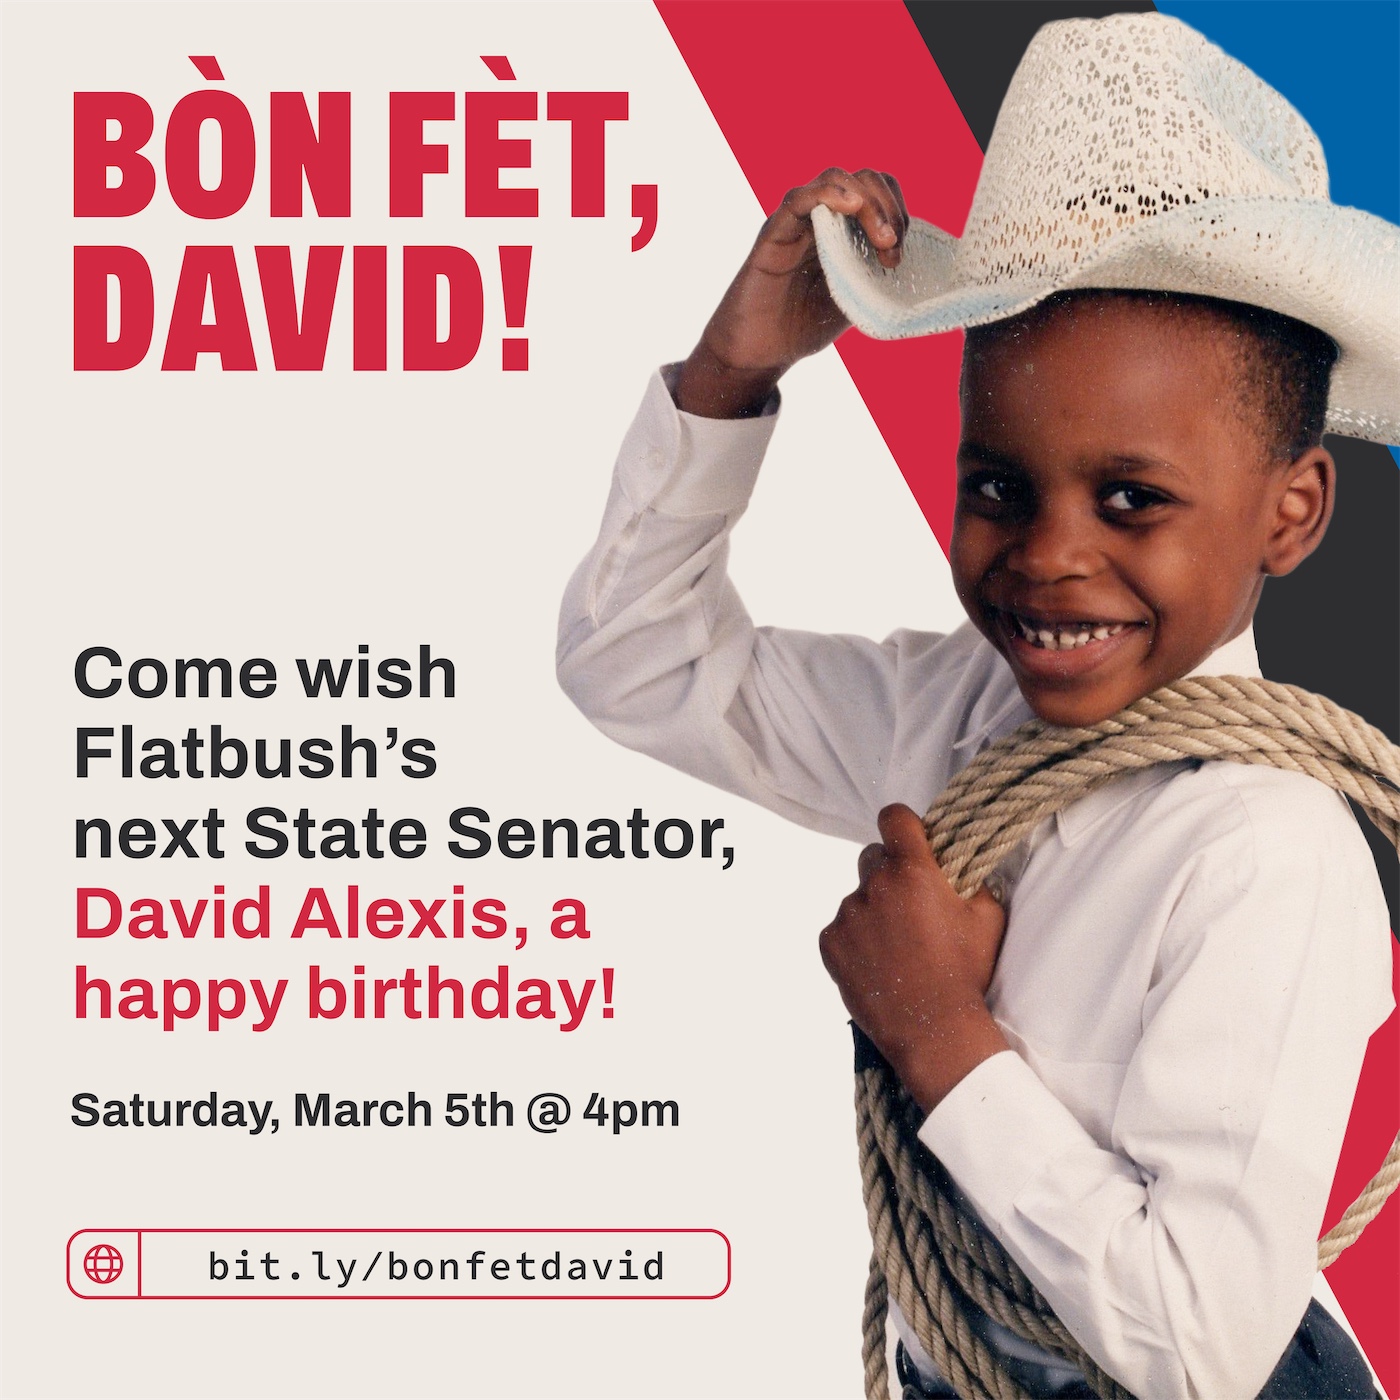 BÒN FÈT,
DAVID!
Come wish
Flatbush’s
next State Senator,
David Alexis, a
happy birthday!
Saturday, March 5th @ 4pm
bit.ly/bonfetdavid